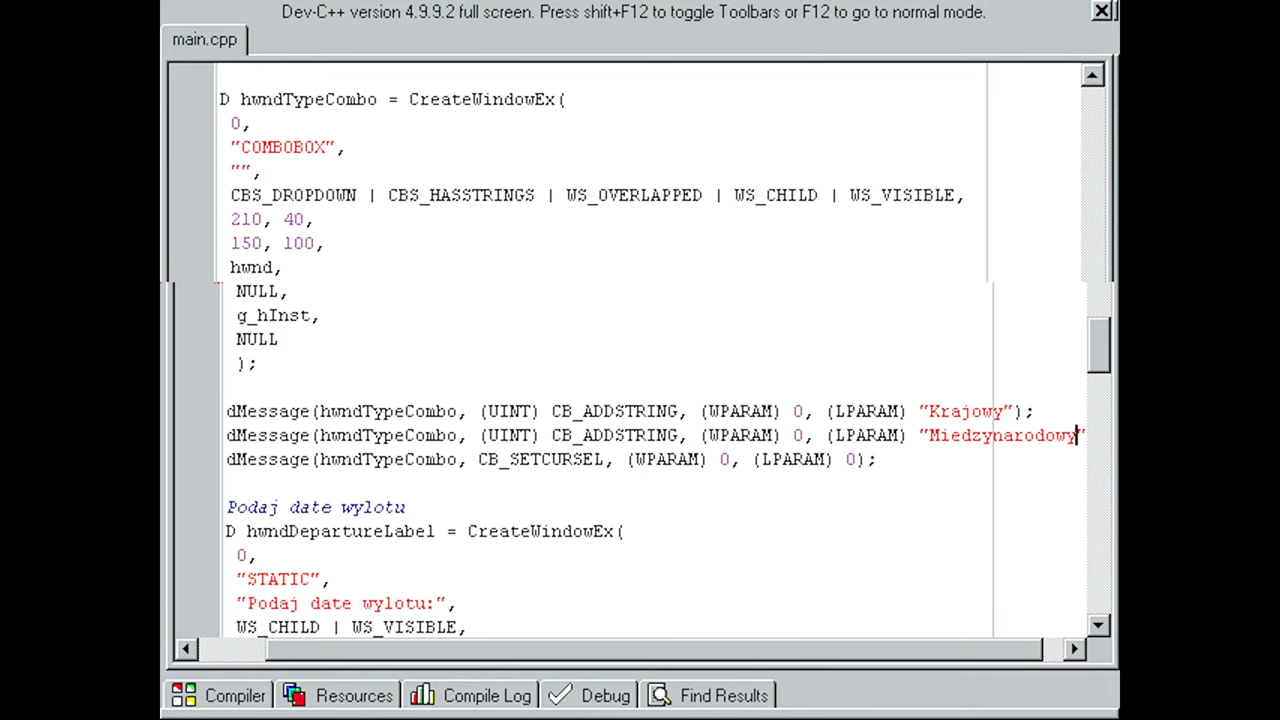 Dev-C++ version 4.9.9.2 full screen. Press shift+F12 to toggle Toolbars or F12 to go to normal mode.
main.cpp
D hwndTypeCombo = CreateWindowEx(
0,
"COMBOBOX",
"",
CBS_DROPDOWN | CBS_HASSTRINGS | WS_OVERLAPPED | WS_CHILD | WS_VISIBLE,
210, 40,
150, 100,
hwnd,
NULL,
g_hInst,
NULL
);
dMessage(hwndTypeCombo, (UINT) CB_ADDSTRING, (WPARAM) 0, (LPARAM) "Krajowy");
dMessage(hwndTypeCombo, (UINT) CB_ADDSTRING, (WPARAM) 0, (LPARAM) "Miedzynarodowy"
dMessage(hwndTypeCombo, CB_SETCURSEL, (WPARAM) 0, (LPARAM) 0);
Podaj date wylotu
D hwndDepartureLabel = CreateWindowEx(
0,
"STATIC",
"Podaj date wylotu:",
WS_CHILD | WS_VISIBLE,
Compiler Resources Compile Log Debug Find Results